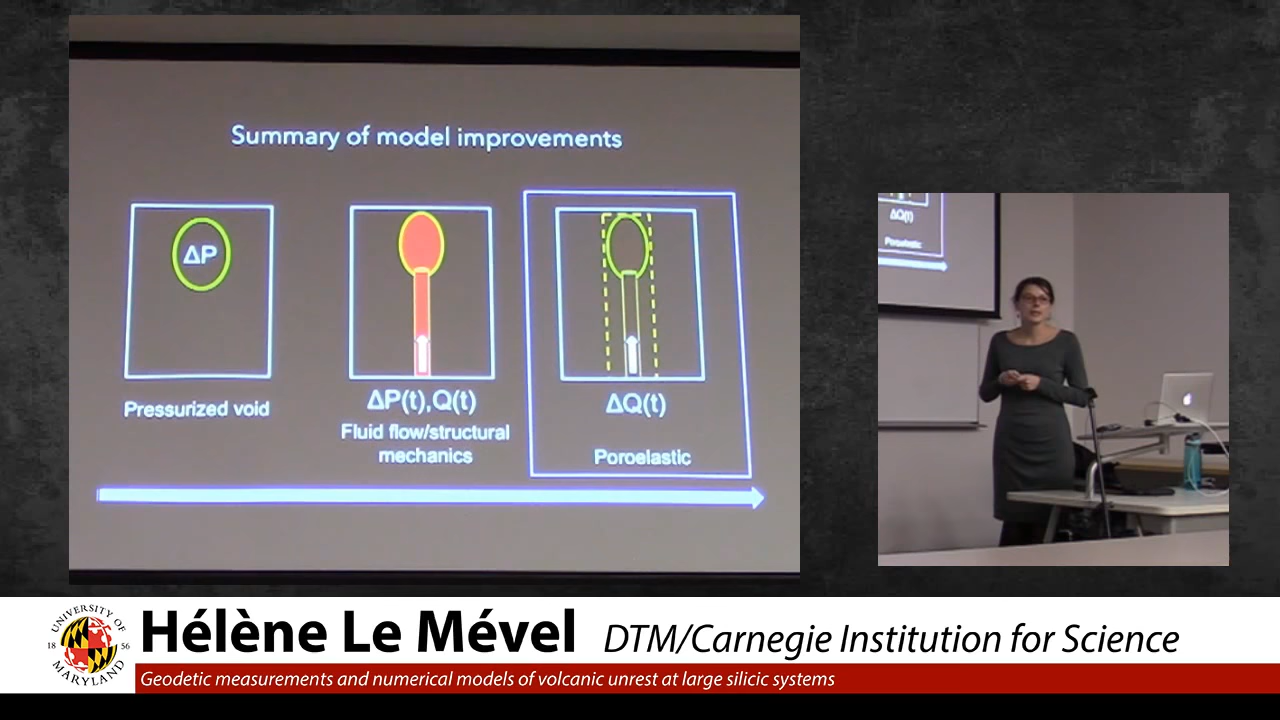 Summary of model improvements
ΔP
Pressurized void
ΔP(t),Q(t)
Fluid flow/structural
mechanics
ΔQ(t)
Poroelastic
ΔQ(t)
Poroelastic
UNIVERSITY OF
18 56
MARYLAND
Hélène Le Mével DTM/Carnegie Institution for Science
Geodetic measurements and numerical models of volcanic unrest at large silicic systems